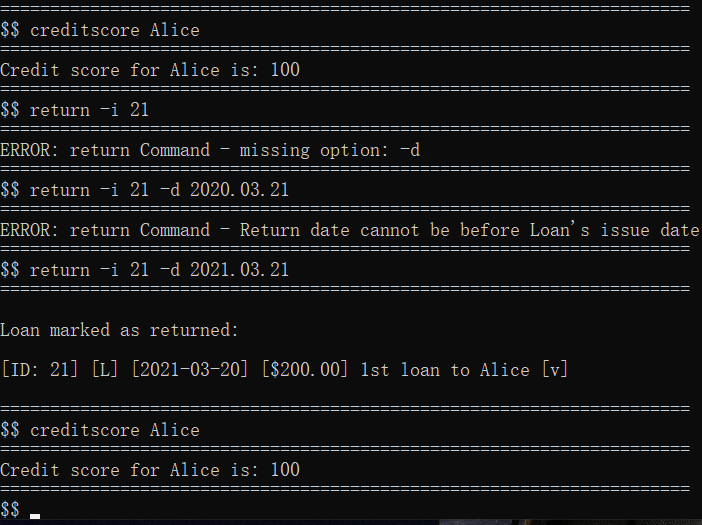 =====================================================================
$$ creditscore Alice
=====================================================================
Credit score for Alice is: 100
=====================================================================
$$ return -i 21
=====================================================================
ERROR: return Command - missing option: -d
=====================================================================
$$ return -i 21 -d 2020.03.21
=====================================================================
ERROR: return Command - Return date cannot be before Loan's issue date
=====================================================================
$$ return -i 21 -d 2021.03.21
=====================================================================
Loan marked as returned:
[ID: 21] [L] [2021-03-20] [$200.00] 1st loan to Alice [v]
=====================================================================
$$ creditscore Alice
=====================================================================
Credit score for Alice is: 100
=====================================================================
$$